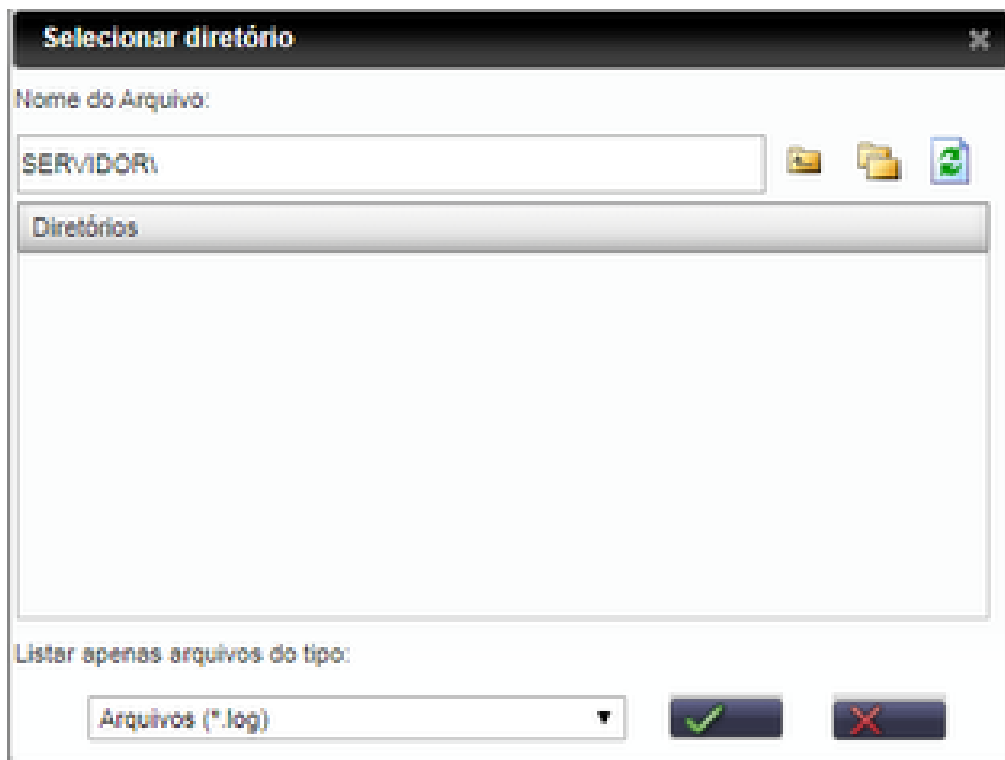 Selecionar diretório
Nome do Arquivo:
SERVIDOR\
Diretórios
Listar apenas arquivos do tipo:
Arquivos (*.log)